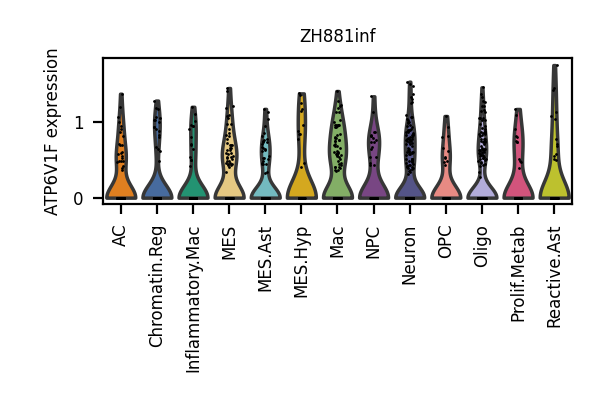 ZH881inf
ATP6V1F expression
1
0
AC
Chromatin.Reg
Inflammatory.Mac
MES
MES.Ast
MES.Hyp
Mac
NPC
Neuron
OPC
Oligo
Prolif.Metab
Reactive.Ast